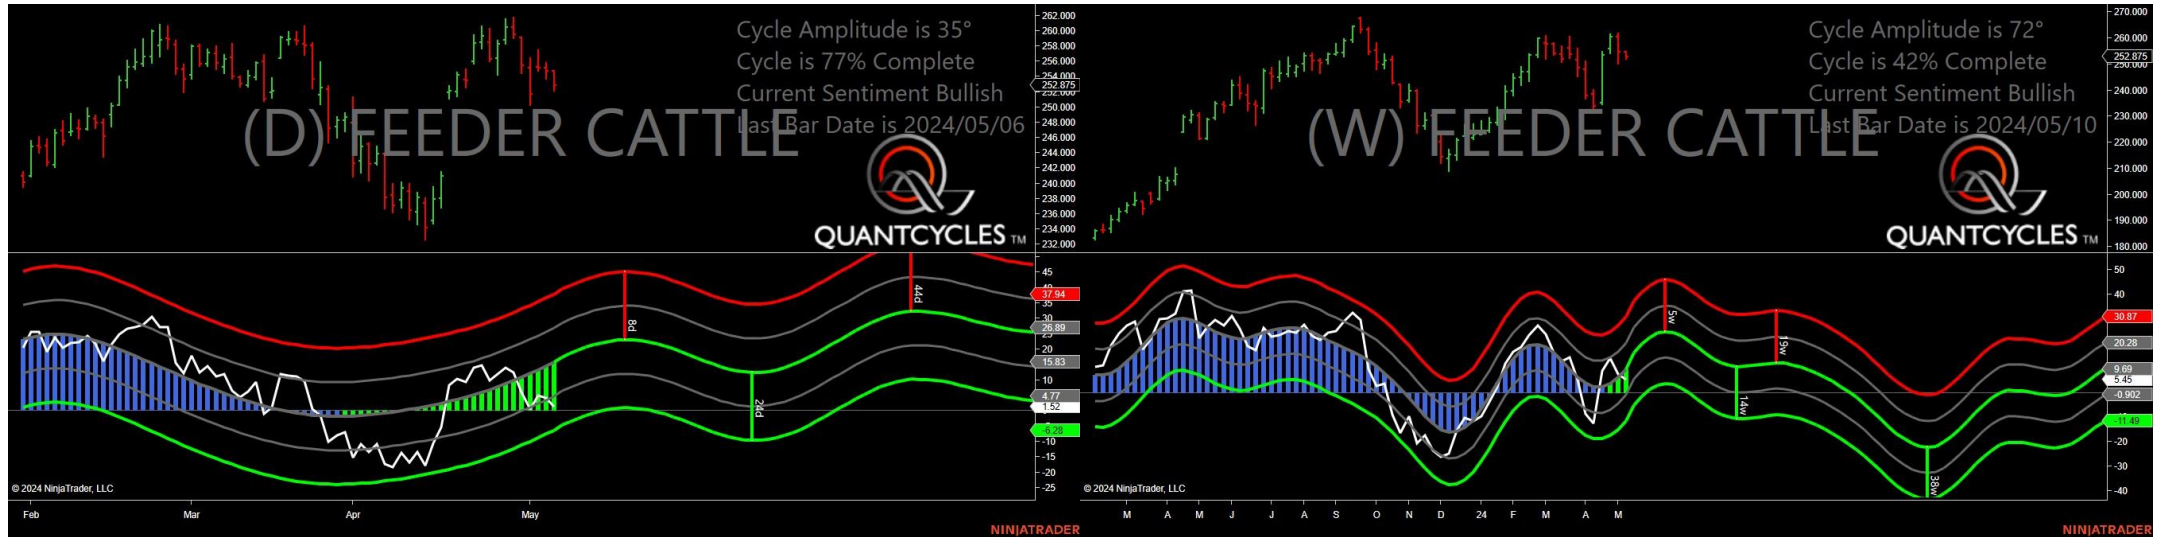 Cycle Amplitude is 35°
Cycle is 77% Complete
Current Sentiment Bullish
Last Bar Date is 2024/05/06
(D) FEEDER CATTLE
QUANTCYCLES TM
262.000
260.000
258.000
256.000
254.000
252.875
250.000
248.000
246.000
244.000
242.000
240.000
238.000
236.000
234.000
232.000
8d
24d
44d
45
37.94
35
30
26.89
20
15.83
10
4.77
1.52
-6.28
-10
-15
-20
-25
© 2024 NinjaTrader, LLC
Feb
Mar
Apr
May
NINJATRADER
Cycle Amplitude is 72°
Cycle is 42% Complete
Current Sentiment Bullish
Last Bar Date is 2024/05/10
(W) FEEDER CATTLE
QUANTCYCLES TM
270.000
260.000
252.875
250.000
240.000
230.000
220.000
210.000
200.000
190.000
180.000
5w
14w
19w
38w
50
40
30.87
20.28
9.69
5.45
-0.902
-11.49
-20
-30
-40
© 2024 NinjaTrader, LLC
M A M J J A S O N D 24 F M A M
NINJATRADER